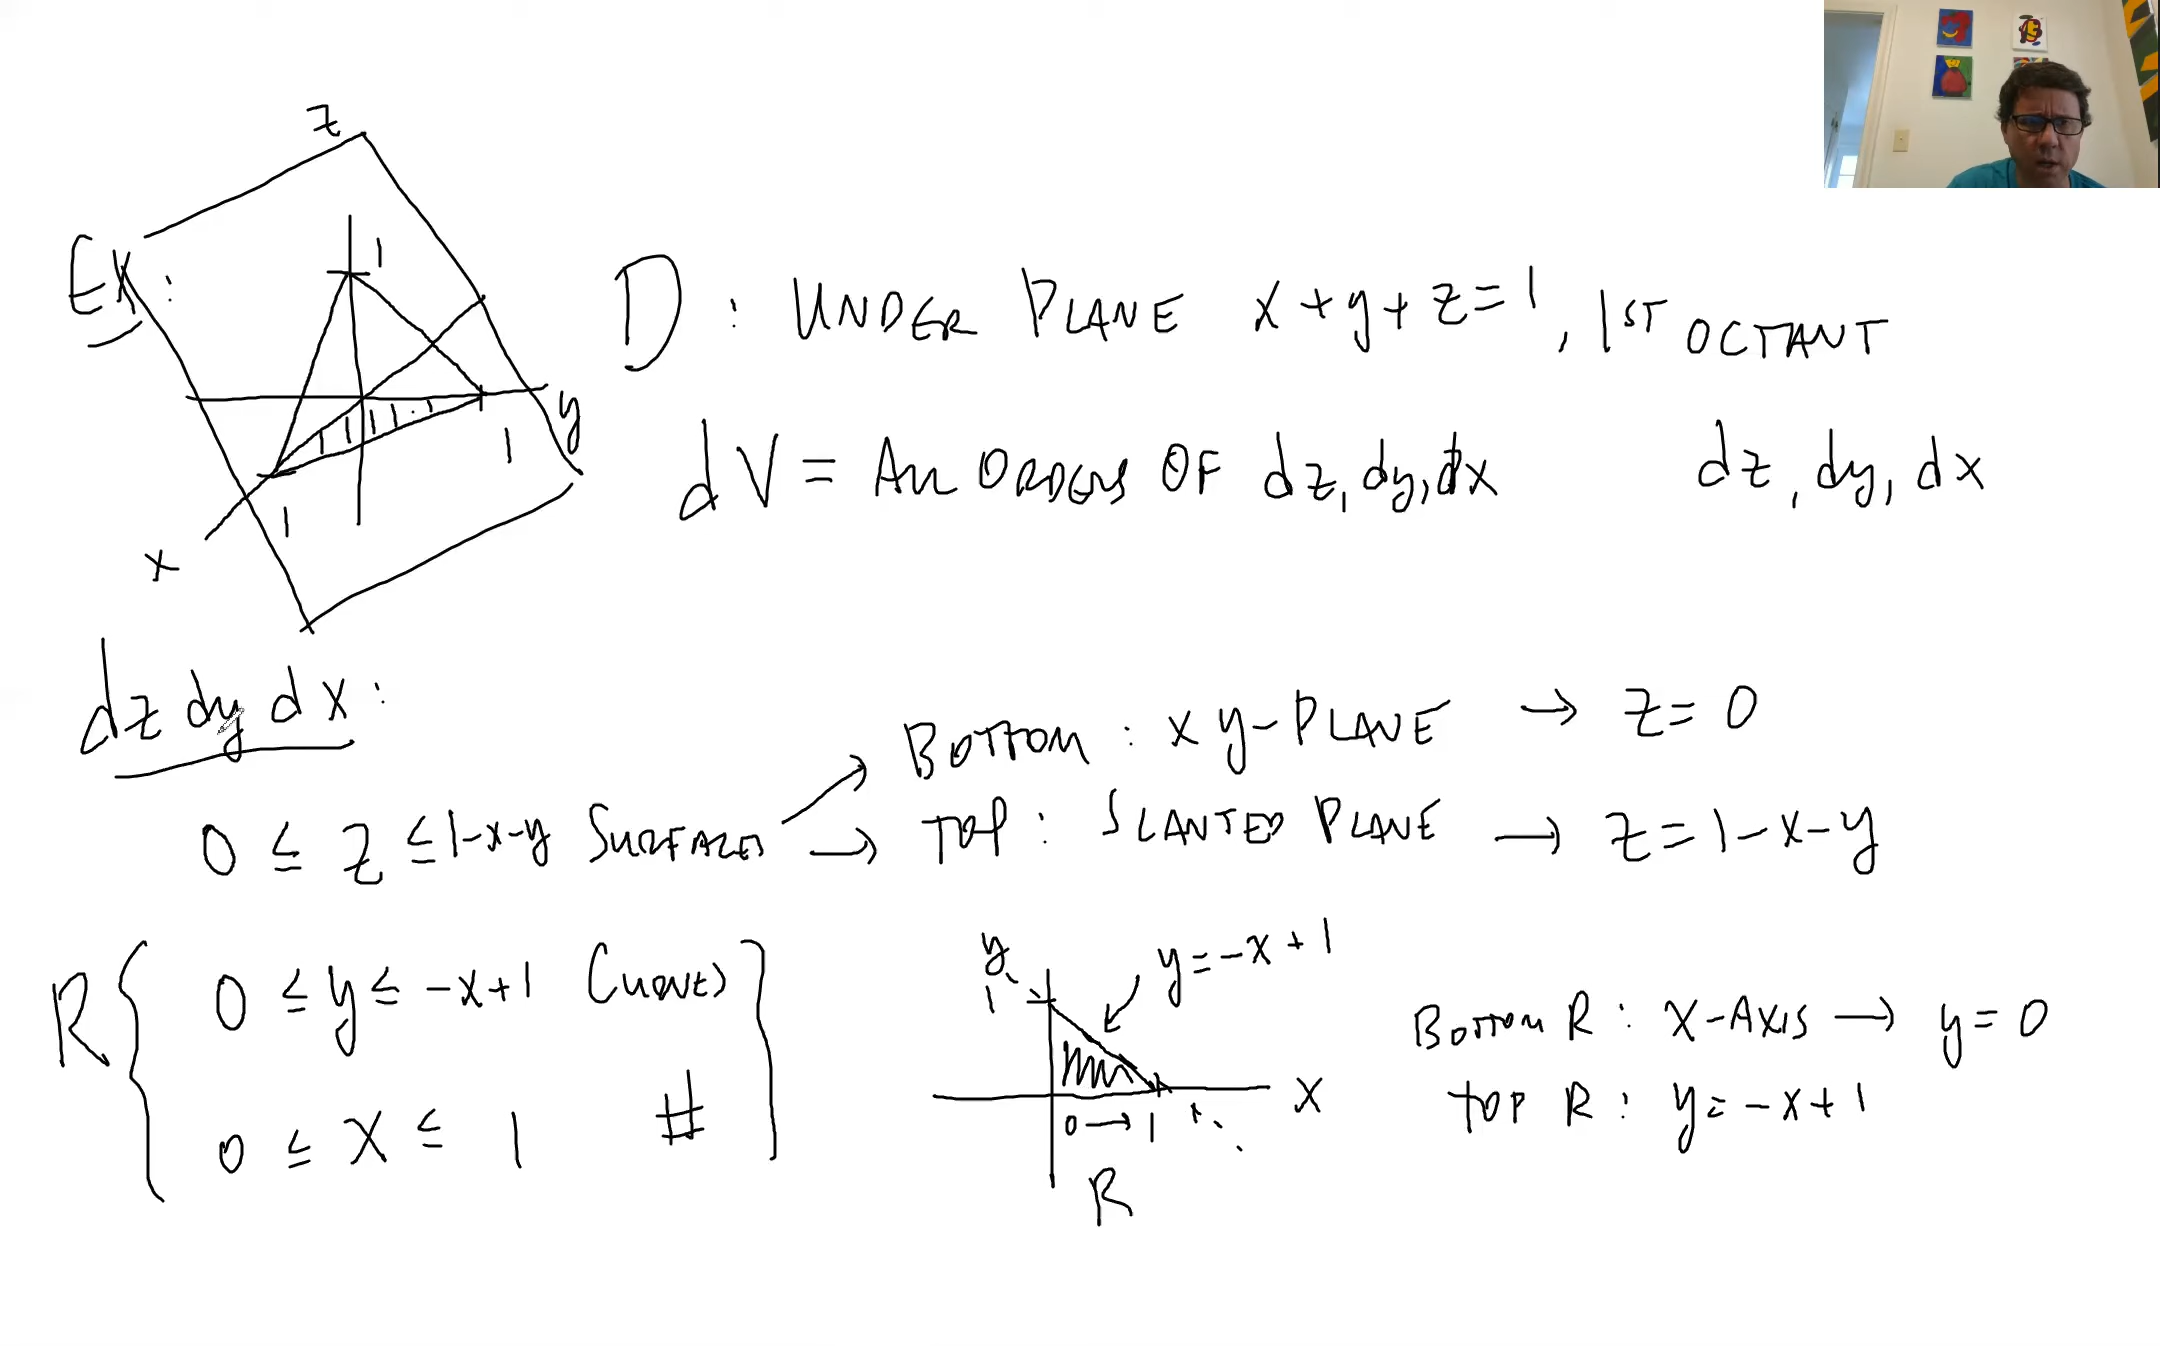 z
1
Ex:
D: UNDER PLANE x+y+z=1, 1ST OCTANT
y
1
dV = ALL ORDERS OF dz, dy, dx
dz, dy, dx
1
x
dz dy dx:
BOTTOM: xy-PLANE → z=0
0 ≤ z ≤ 1-x-y SURFACES → TOP: SLANTED PLANE → z=1-x-y
R { 0 ≤ y ≤ -x+1 CURVES
0 ≤ x ≤ 1 #
y
1
y=-x+1
x
0→1
R
BOTTOM R: X-AXIS → y=0
TOP R: y=-x+1